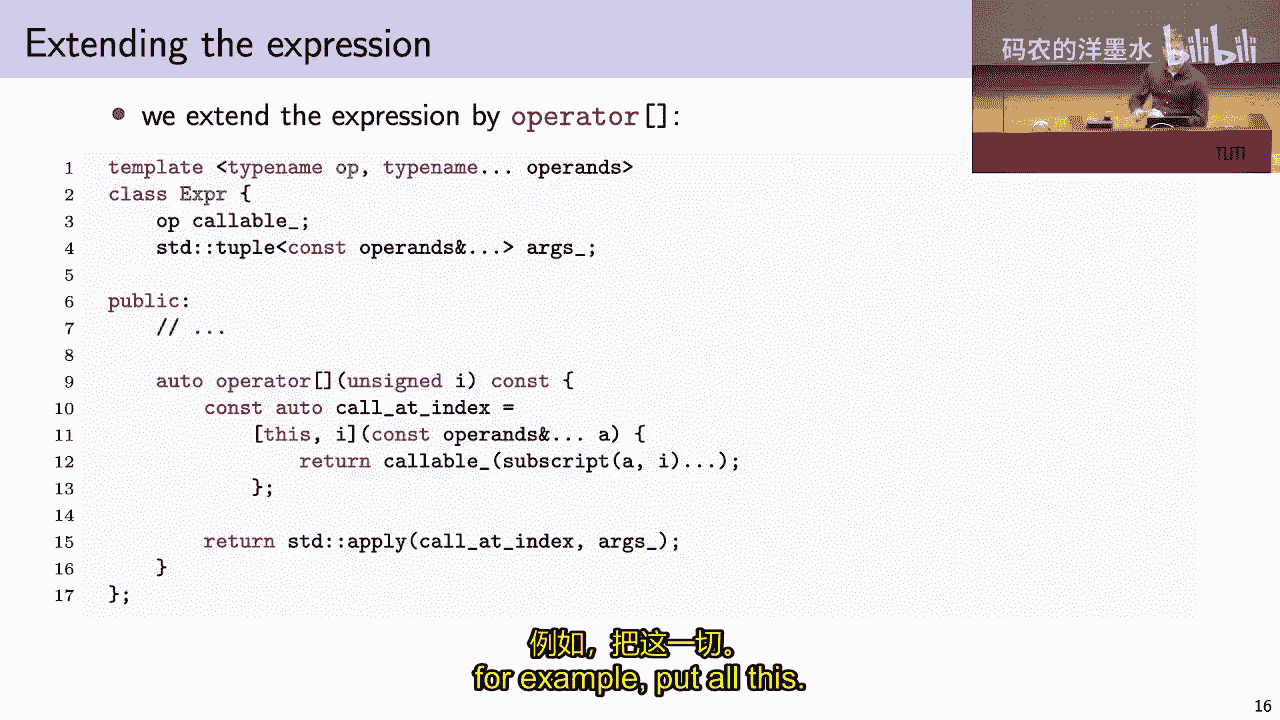 Extending the expression
码农的洋墨水 bilibili
TUM
• we extend the expression by operator[]:
1 template <typename op, typename... operands>
2 class Expr {
3 op callable_;
4 std::tuple<const operands&...> args_;
5
6 public:
7 // ...
8
9 auto operator[](unsigned i) const {
10 const auto call_at_index =
11 [this, i](const operands&... a) {
12 return callable_(subscript(a, i)...);
13 };
14
15 return std::apply(call_at_index, args_);
16 }
17 };
例如，把这一切。
for example, put all this.
16